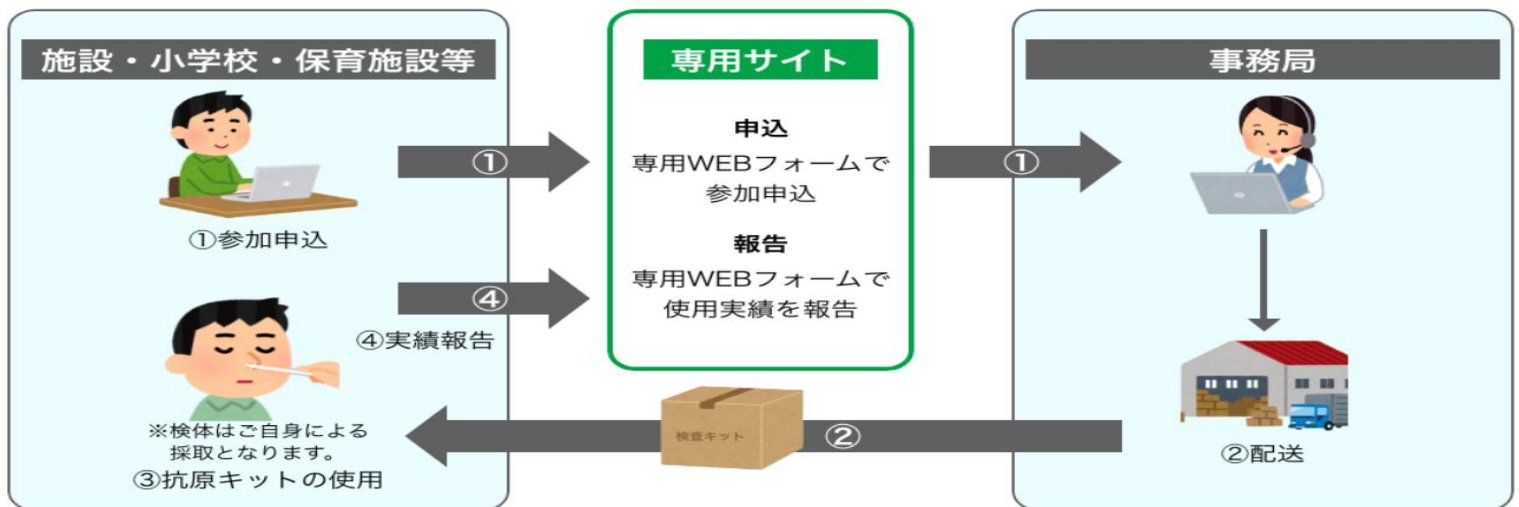 施設・小学校・保育施設等
①
①参加申込
④
④実績報告
※検体はご自身による
採取となります。
③抗原キットの使用
専用サイト
申込
専用WEBフォームで
参加申込
報告
専用WEBフォームで
使用実績を報告
①
事務局
②配送
②
検査キット